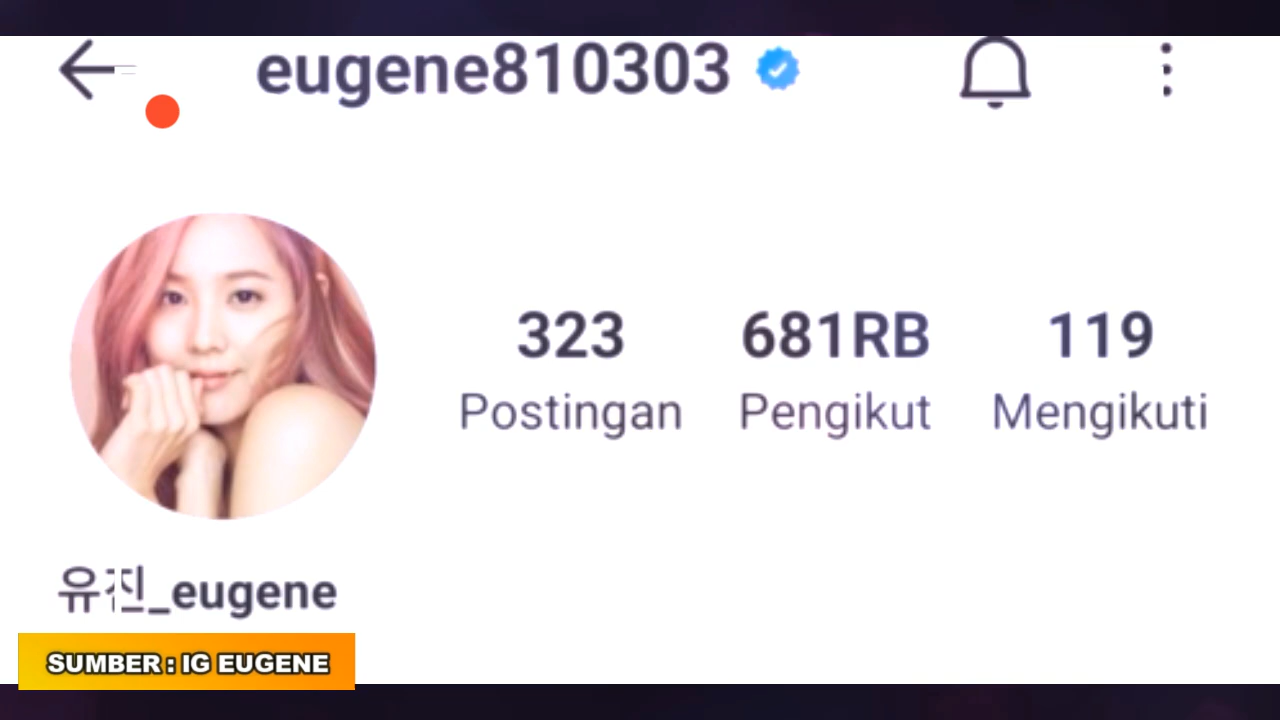 eugene810303
323 681RB 119
Postingan Pengikut Mengikuti
유진_eugene
SUMBER : IG EUGENE